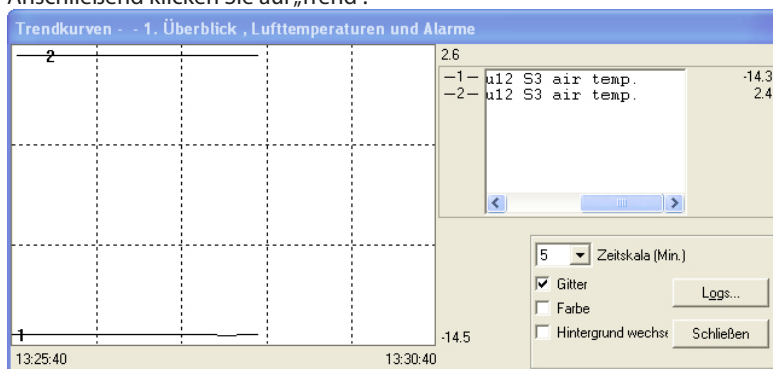 Anschließend klicken Sie auf „Trend“.
Trendkurven - - 1. Überblick , Lufttemperaturen und Alarme
2
2.6
—1— u12 S3 air temp. -14.3
—2— u12 S3 air temp. 2.4
5 Zeitskala (Min.)
Gitter
Logs...
Farbe
Hintergrund wechse
Schließen
1
-14.5
13:25:40
13:30:40